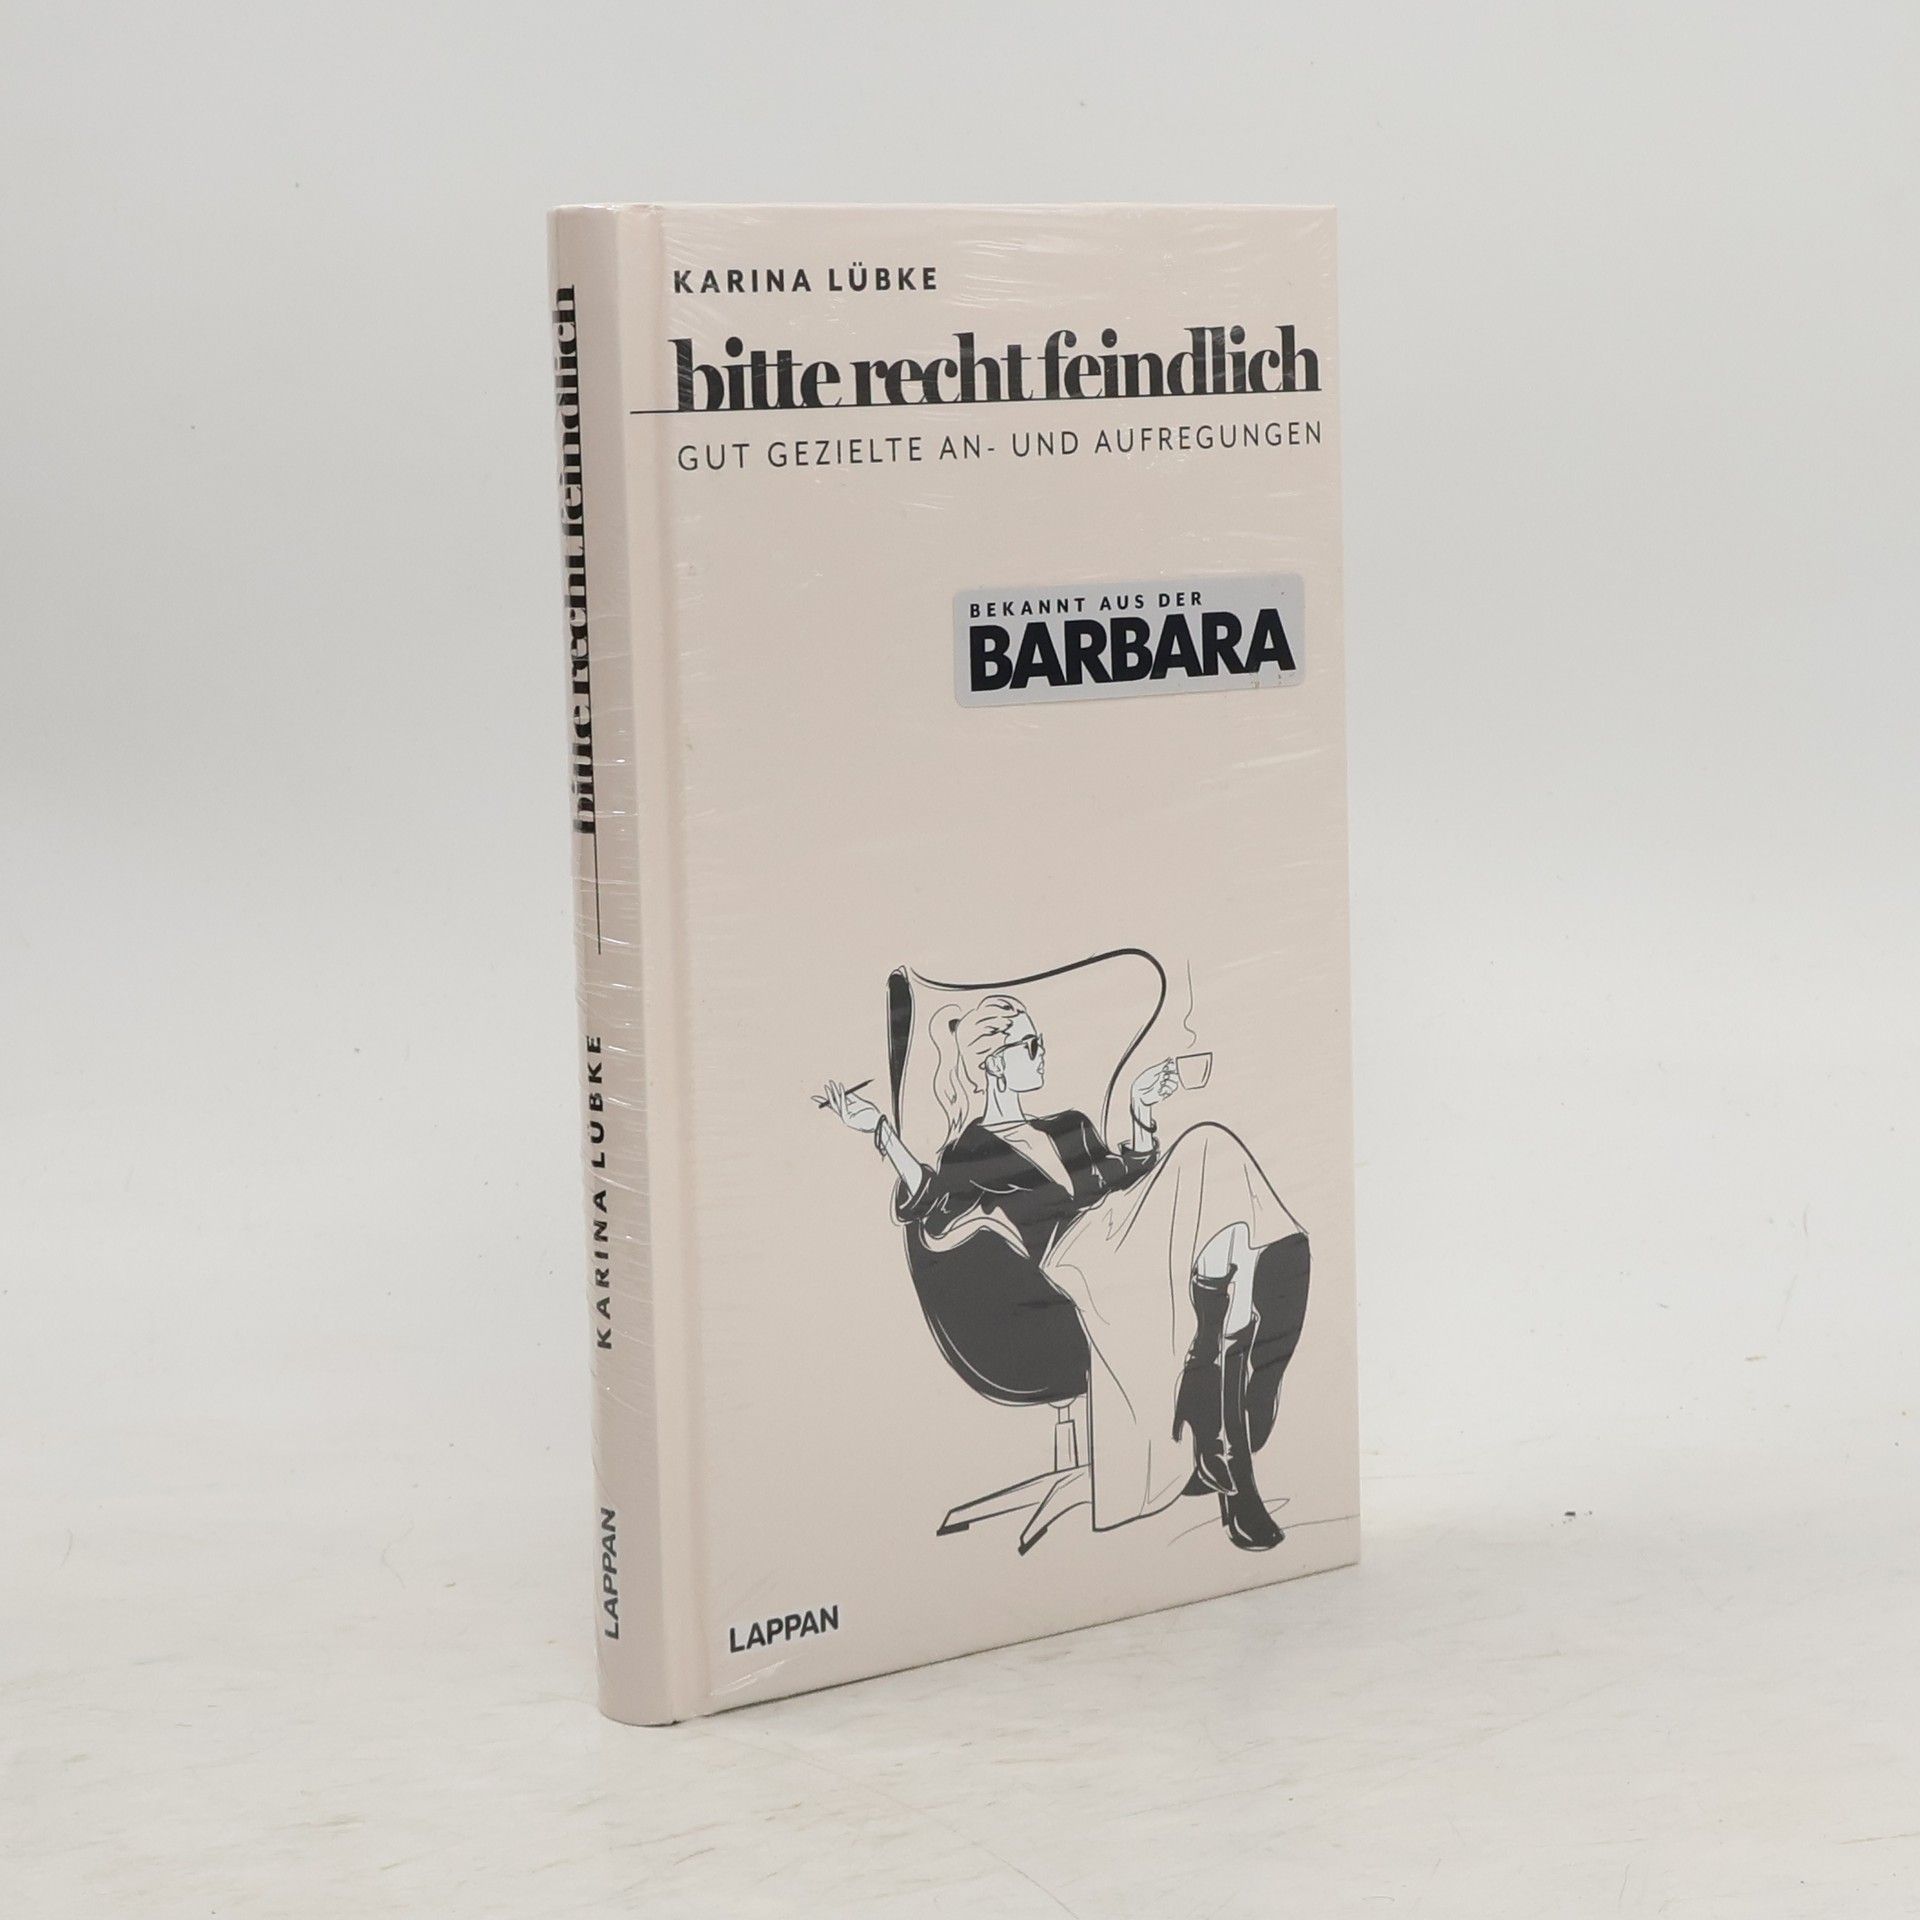 KARINA LÜBKE
bitte recht feindlich
GUT GEZIELTE AN- UND AUFREGUNGEN
BEKANNT AUS DER
BARBARA
LAPPAN
LAPPAN KARINA LÜBKE bitte recht feindlich